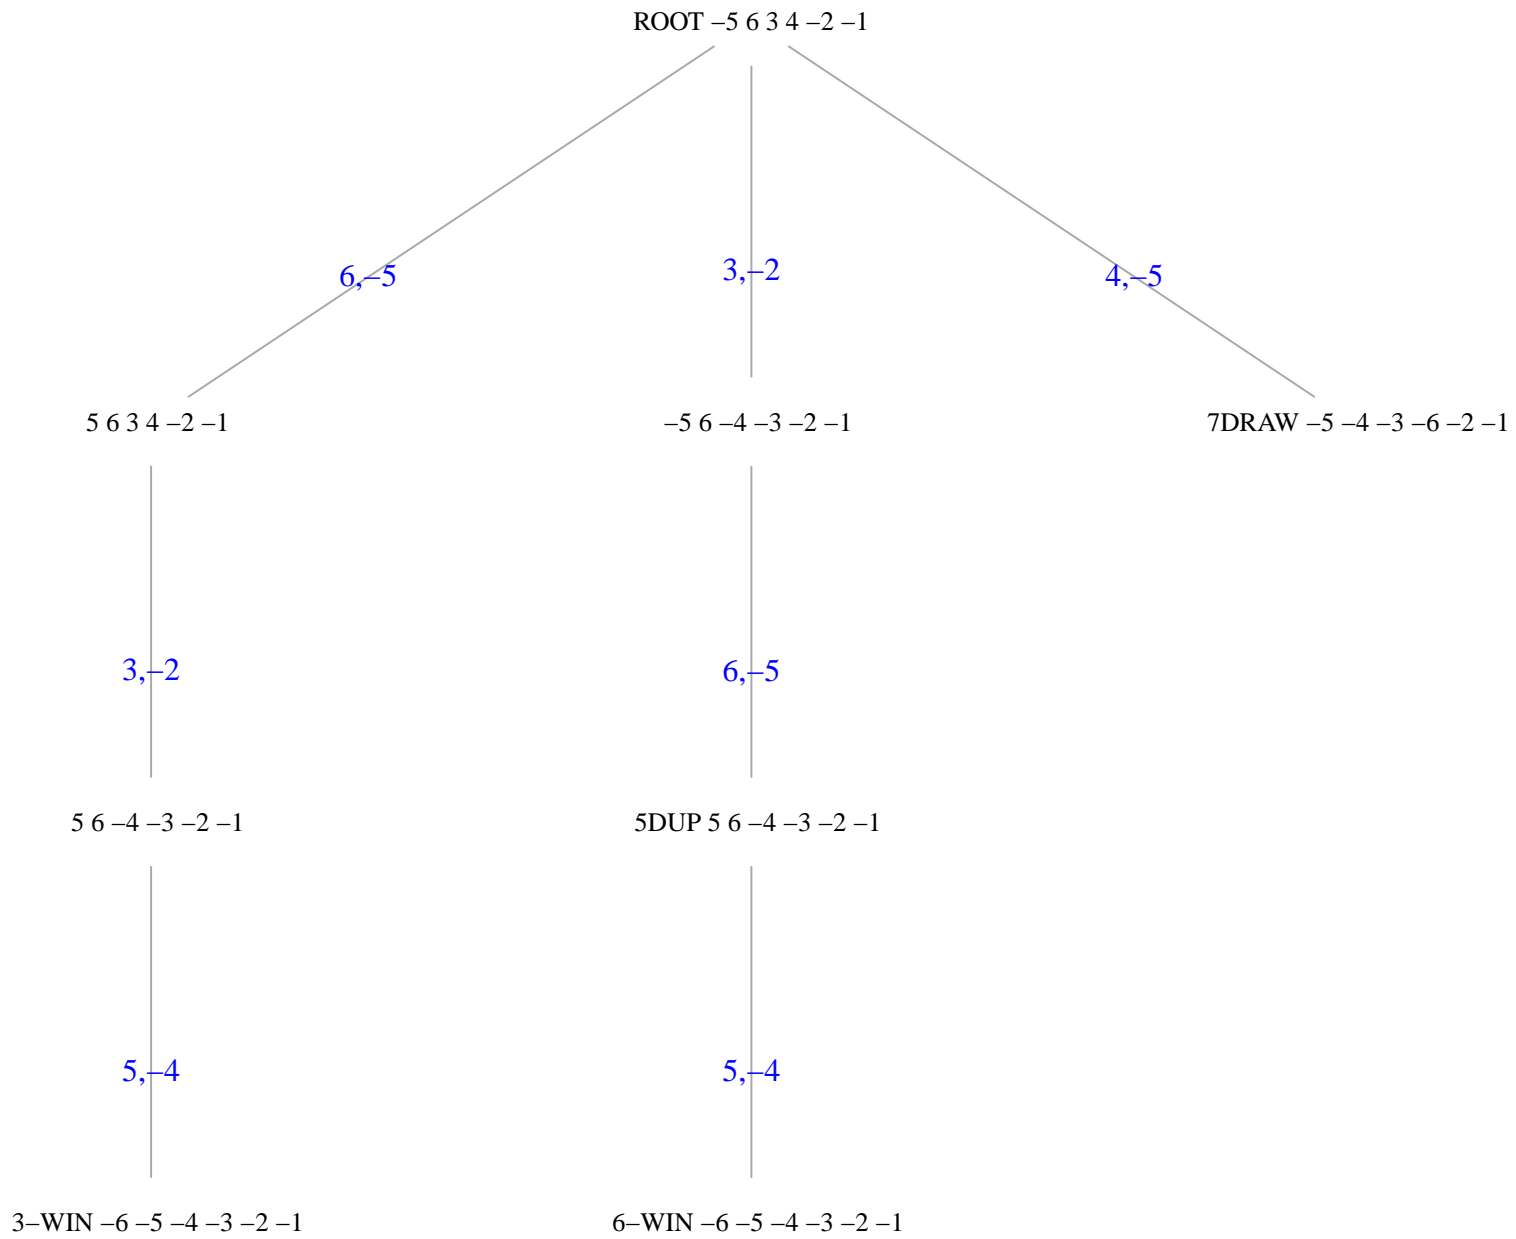 ROOT –5 6 3 4 –2 –1
6,–5
3,–2
4,–5
5 6 3 4 –2 –1
–5 6 –4 –3 –2 –1
7DRAW –5 –4 –3 –6 –2 –1
3,–2
6,–5
5 6 –4 –3 –2 –1
5DUP 5 6 –4 –3 –2 –1
5,–4
5,–4
3–WIN –6 –5 –4 –3 –2 –1
6–WIN –6 –5 –4 –3 –2 –1